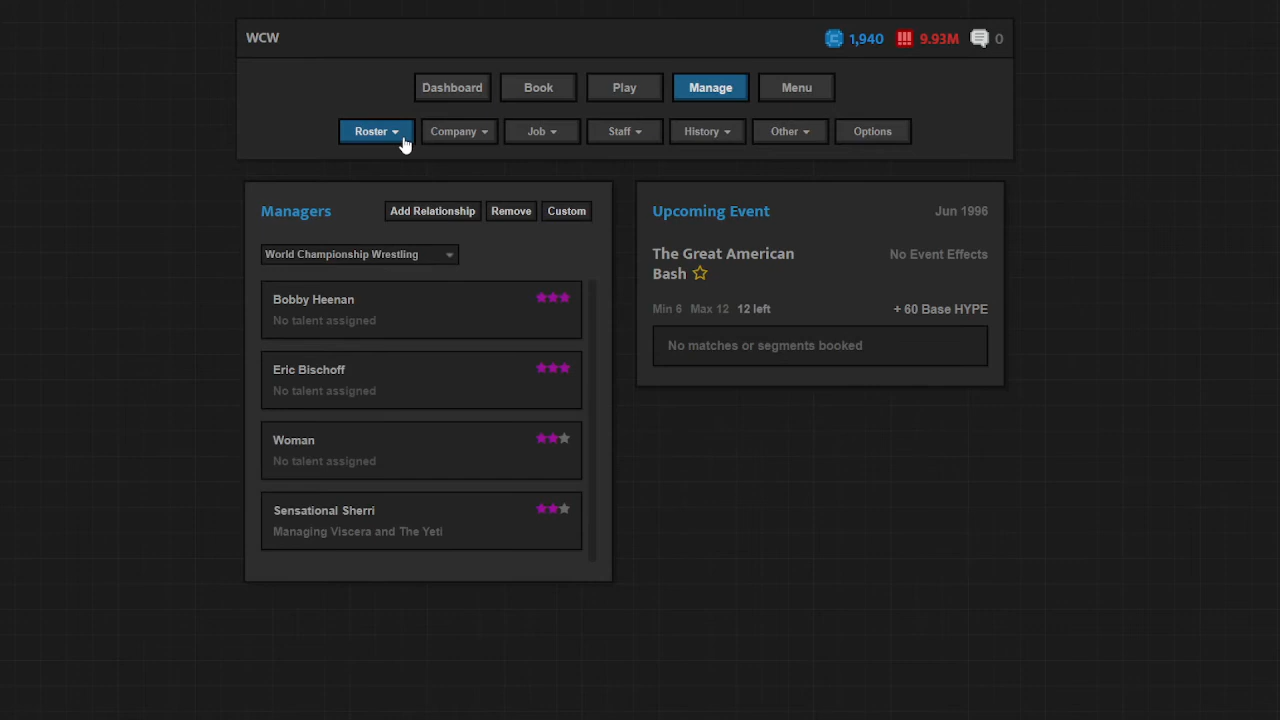 WCW
1,940
9.93M
0
Dashboard
Book
Play
Manage
Menu
Roster
Company
Job
Staff
History
Other
Options
Managers
Add Relationship
Remove
Custom
World Championship Wrestling
Bobby Heenan
No talent assigned
Eric Bischoff
No talent assigned
Woman
No talent assigned
Sensational Sherri
Managing Viscera and The Yeti
Upcoming Event
Jun 1996
The Great American
Bash
No Event Effects
Min 6 Max 12 12 left
+ 60 Base HYPE
No matches or segments booked